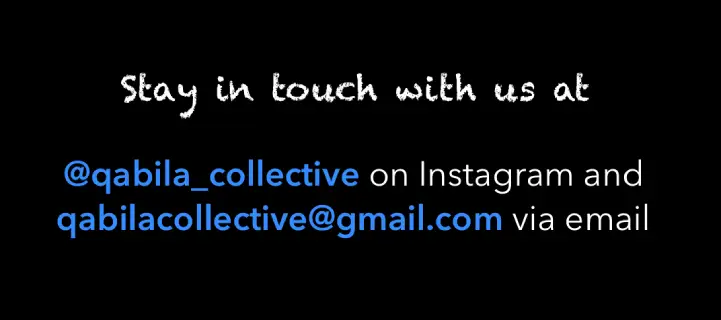 Stay in touch with us at
@qabila_collective on Instagram and
qabilacollective@gmail.com via email